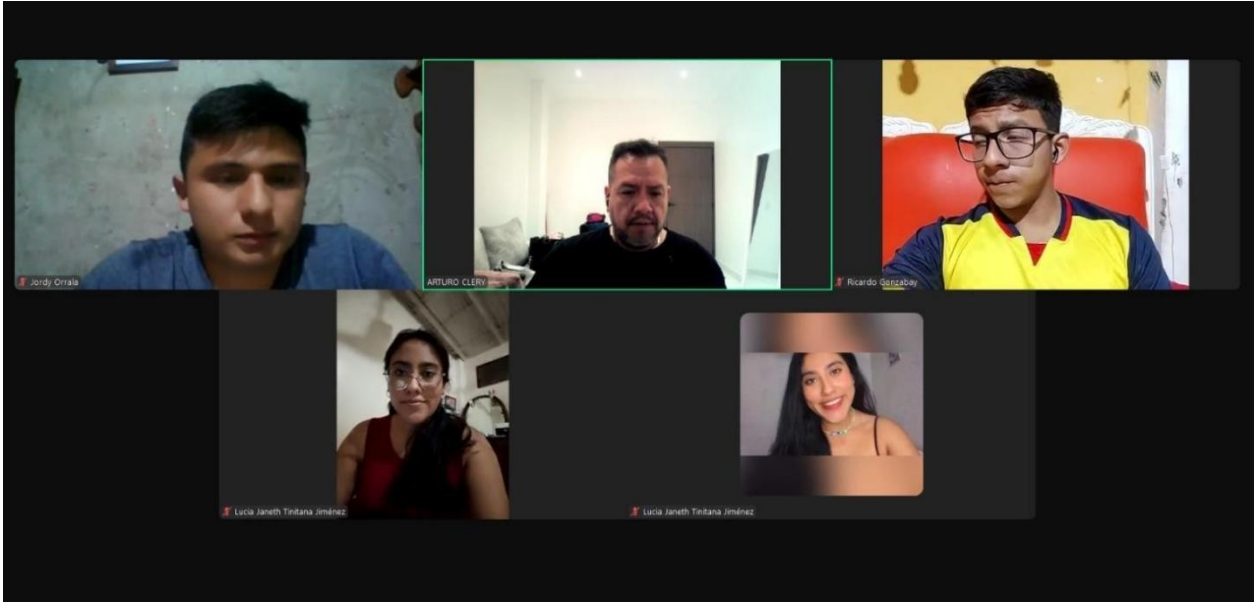 Jordy Orrala
ARTURO CLERY
Ricardo Gonzabay
Lucia Janeth Tinitana Jiménez
Lucia Janeth Tinitana Jiménez